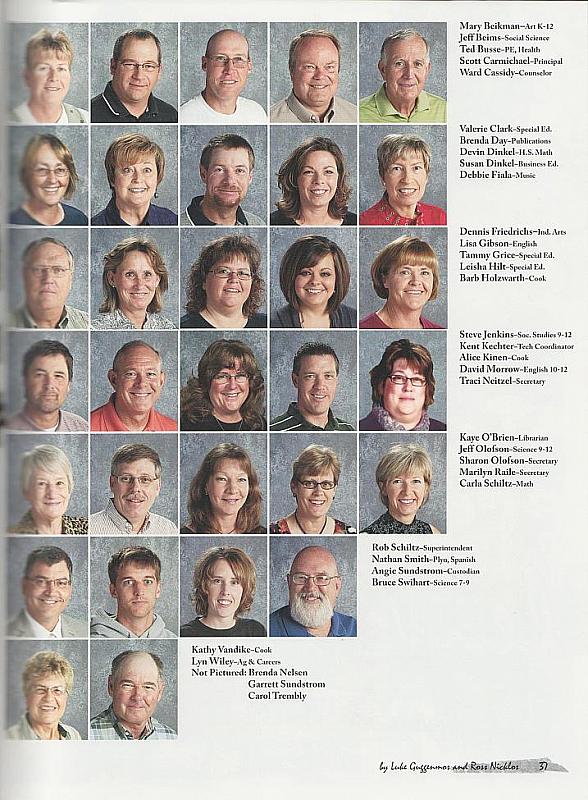 Mary Beikman-Art K-12
Jeff Beims-Social Science
Ted Busse-PE, Health
Scott Carmichael-Principal
Ward Cassidy-Counselor
Valerie Clark-Special Ed.
Brenda Day-Publications
Devin Dinkel-H.S. Math
Susan Dinkel-Business Ed.
Debbie Fiala-Music
Dennis Friedrichs-Ind. Arts
Lisa Gibson-English
Tammy Grice-Special Ed.
Leisha Hilt-Special Ed.
Barb Holzwarth-Cook
Steve Jenkins-Soc. Studies 9-12
Kent Kechter-Tech Coordinator
Alice Kinen-Cook
David Morrow-English 10-12
Traci Neitzel-Secretary
Kaye O'Brien-Librarian
Jeff Olofson-Science 9-12
Sharon Olofson-Secretary
Marilyn Raile-Secretary
Carla Schiltz-Math
Rob Schiltz-Superintendent
Nathan Smith-Plyo, Spanish
Angie Sundstrom-Custodian
Bruce Swihart-Science 7-9
Kathy Vandike-Cook
Lyn Wiley-Ag & Careers
Not Pictured: Brenda Nelsen
Garrett Sundstrom
Carol Trembly
by Luke Guggenmos and Ross Nicklos 37